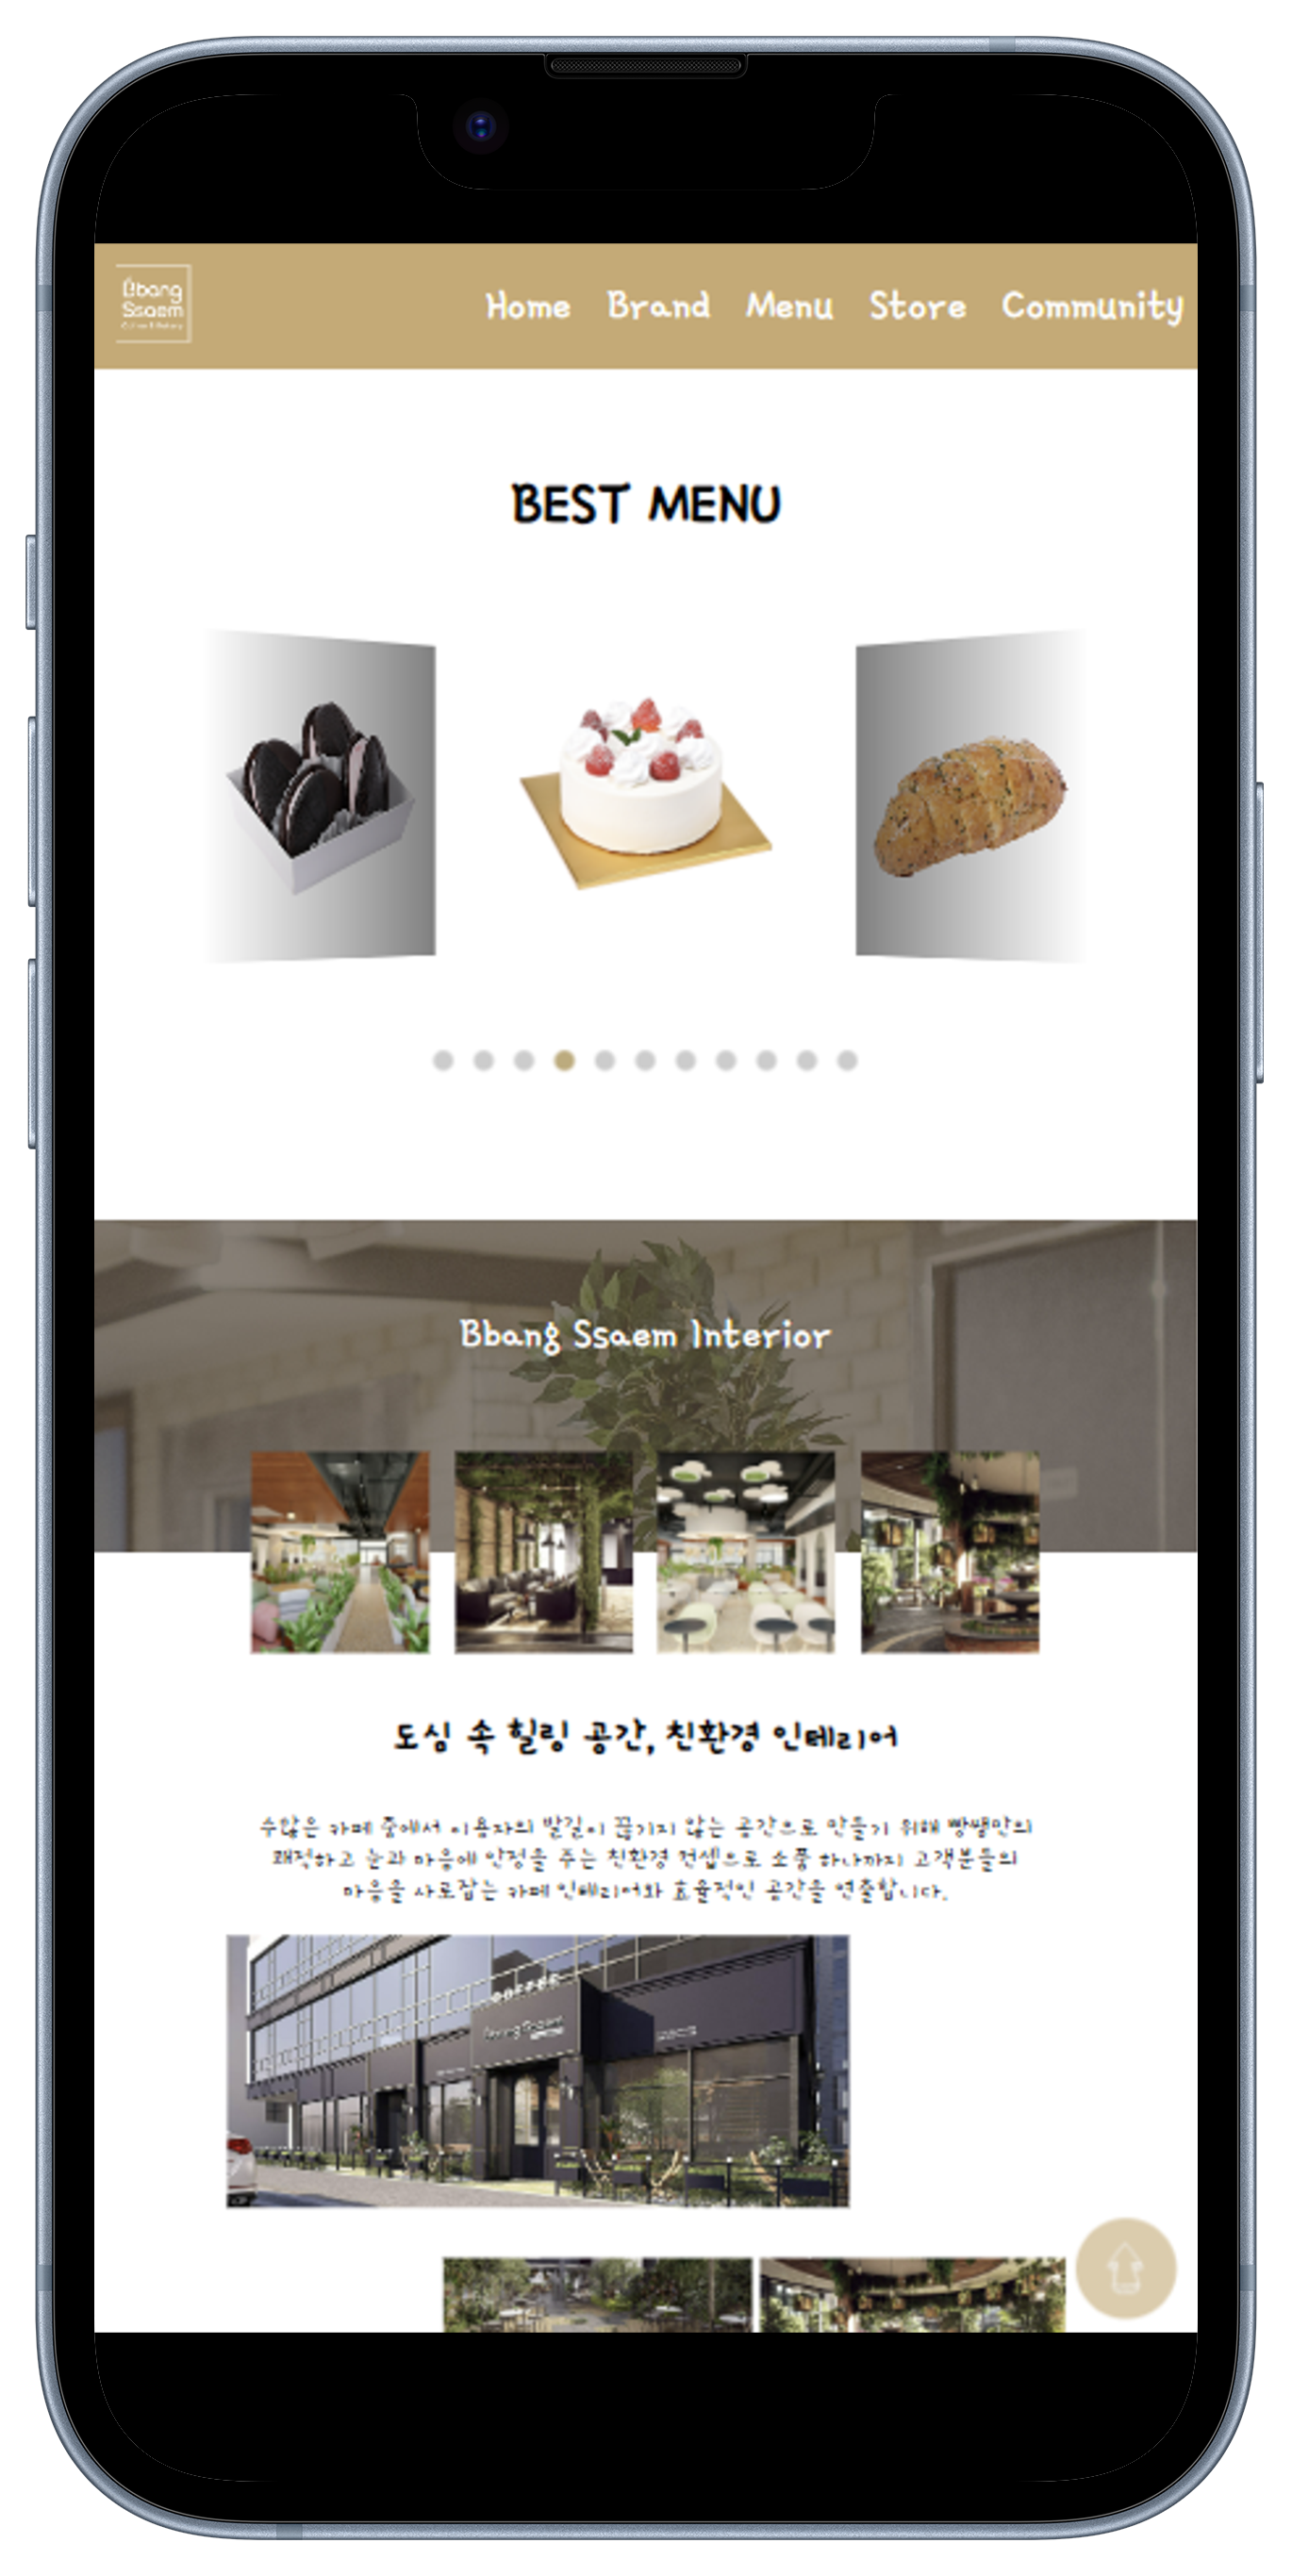 Bbang
Ssaem
Home Brand Menu Store Community
BEST MENU
Bbang Ssaem Interior
도심 속 힐링 공간, 친환경 인테리어
수많은 카페 중에서 이용자의 발길이 끊기지 않는 공간으로 만들기 위해 빵쌤만의
쾌적하고 눈과 마음에 안정을 주는 친환경 컨셉으로 소품 하나까지 고객분들의
마음을 사로잡는 카페 인테리어와 효율적인 공간을 연출합니다.
COFFEE
Bbang Ssaem